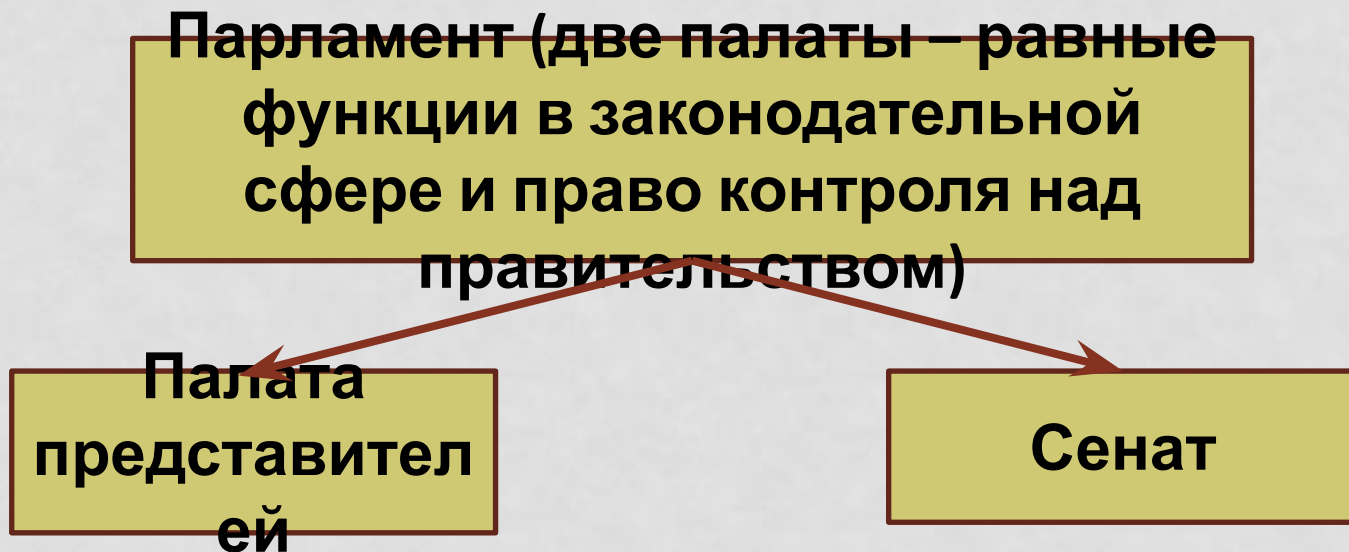 Парламент (две палаты – равные
функции в законодательной
сфере и право контроля над
правительством)
Палата
представител
ей
Сенат